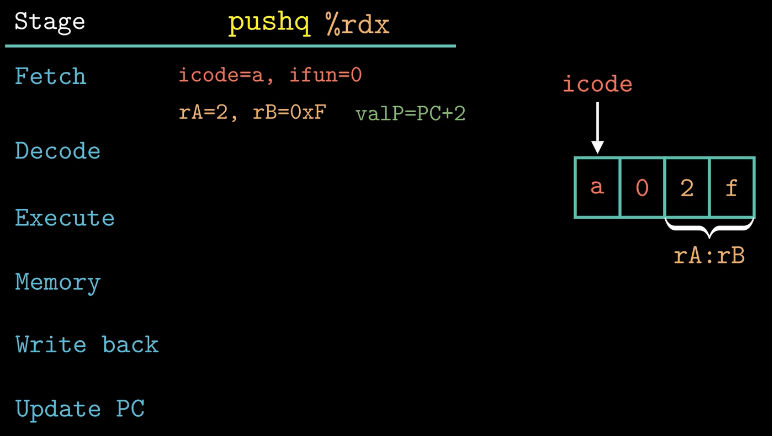 Stage pushq %rdx
Fetch icode=a, ifun=0
rA=2, rB=0xF valP=PC+2
Decode
Execute
Memory
Write back
Update PC
icode
a 0 2 f
rA:rB